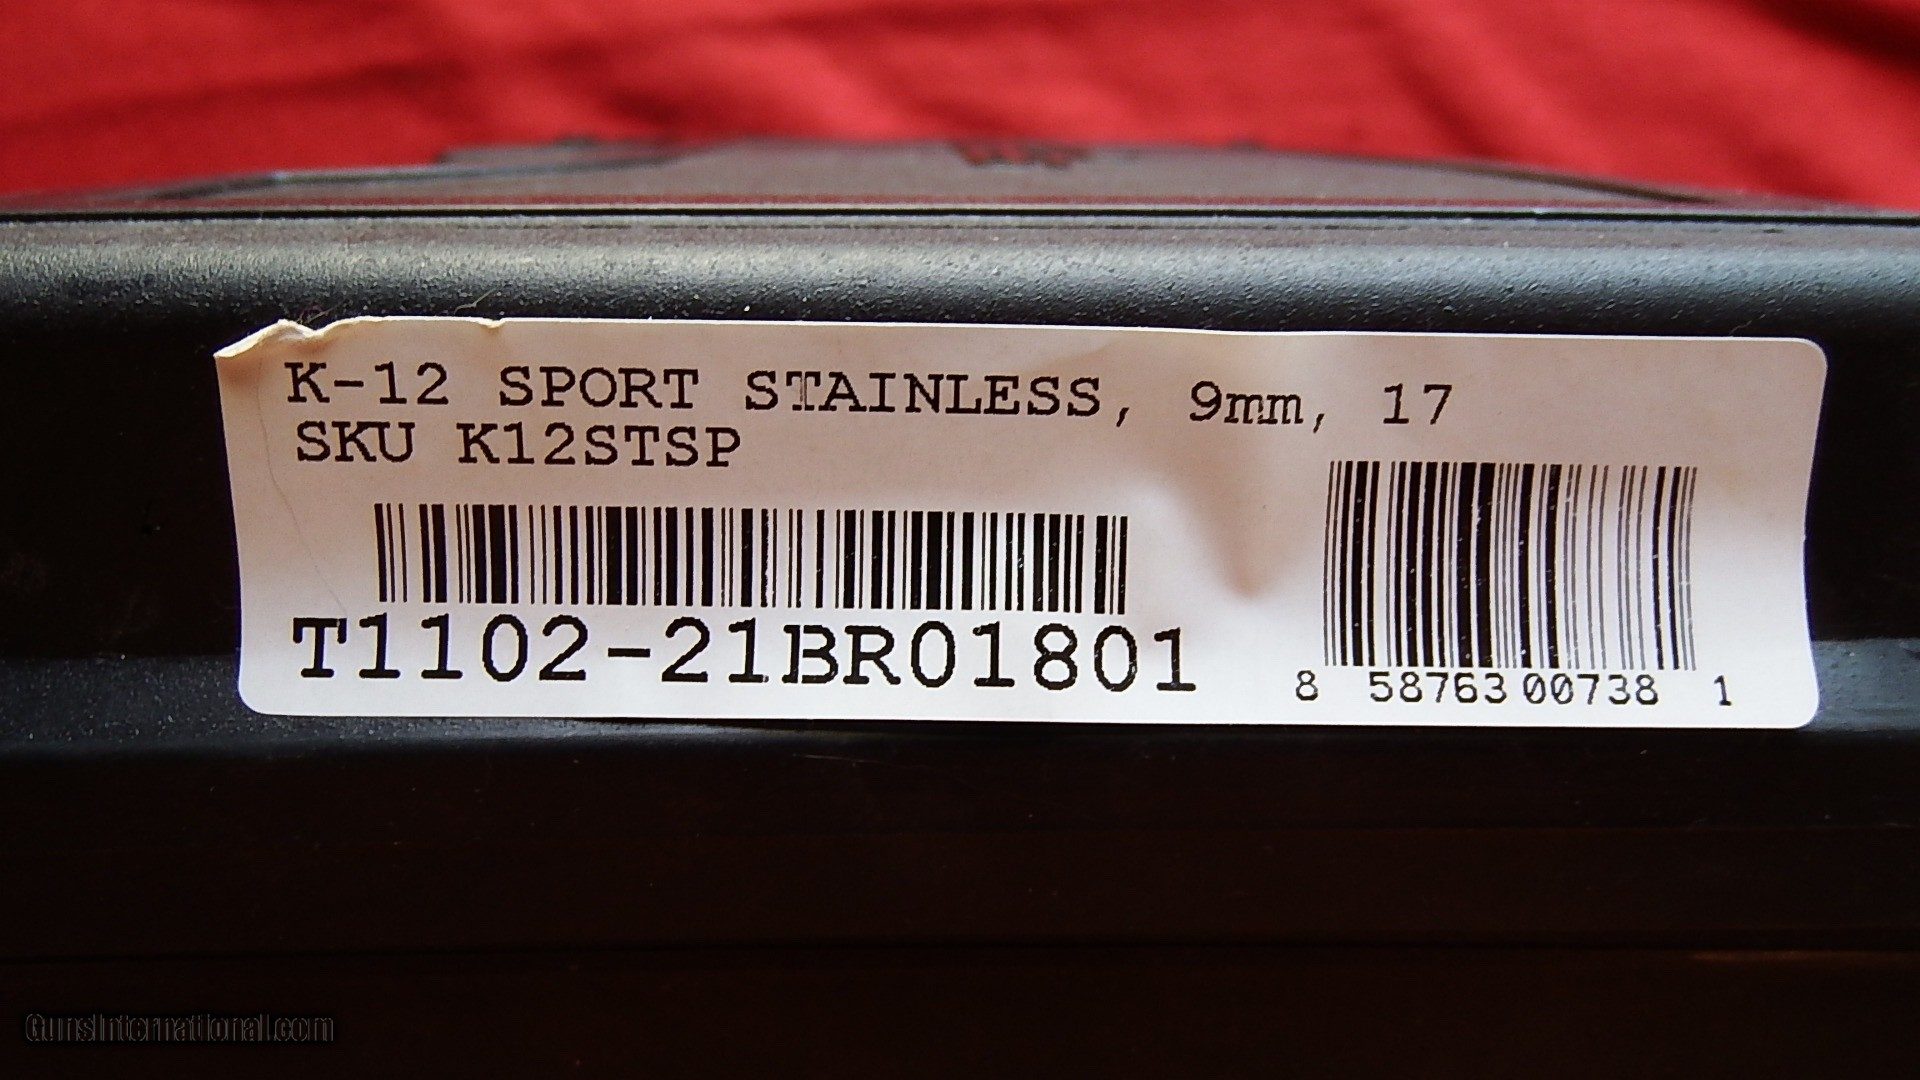 K-12 SPORT STAINLESS, 9mm, 17
SKU K12STSP
T1102-21BR01801
8 58763 00738 1
GunsInternational.com